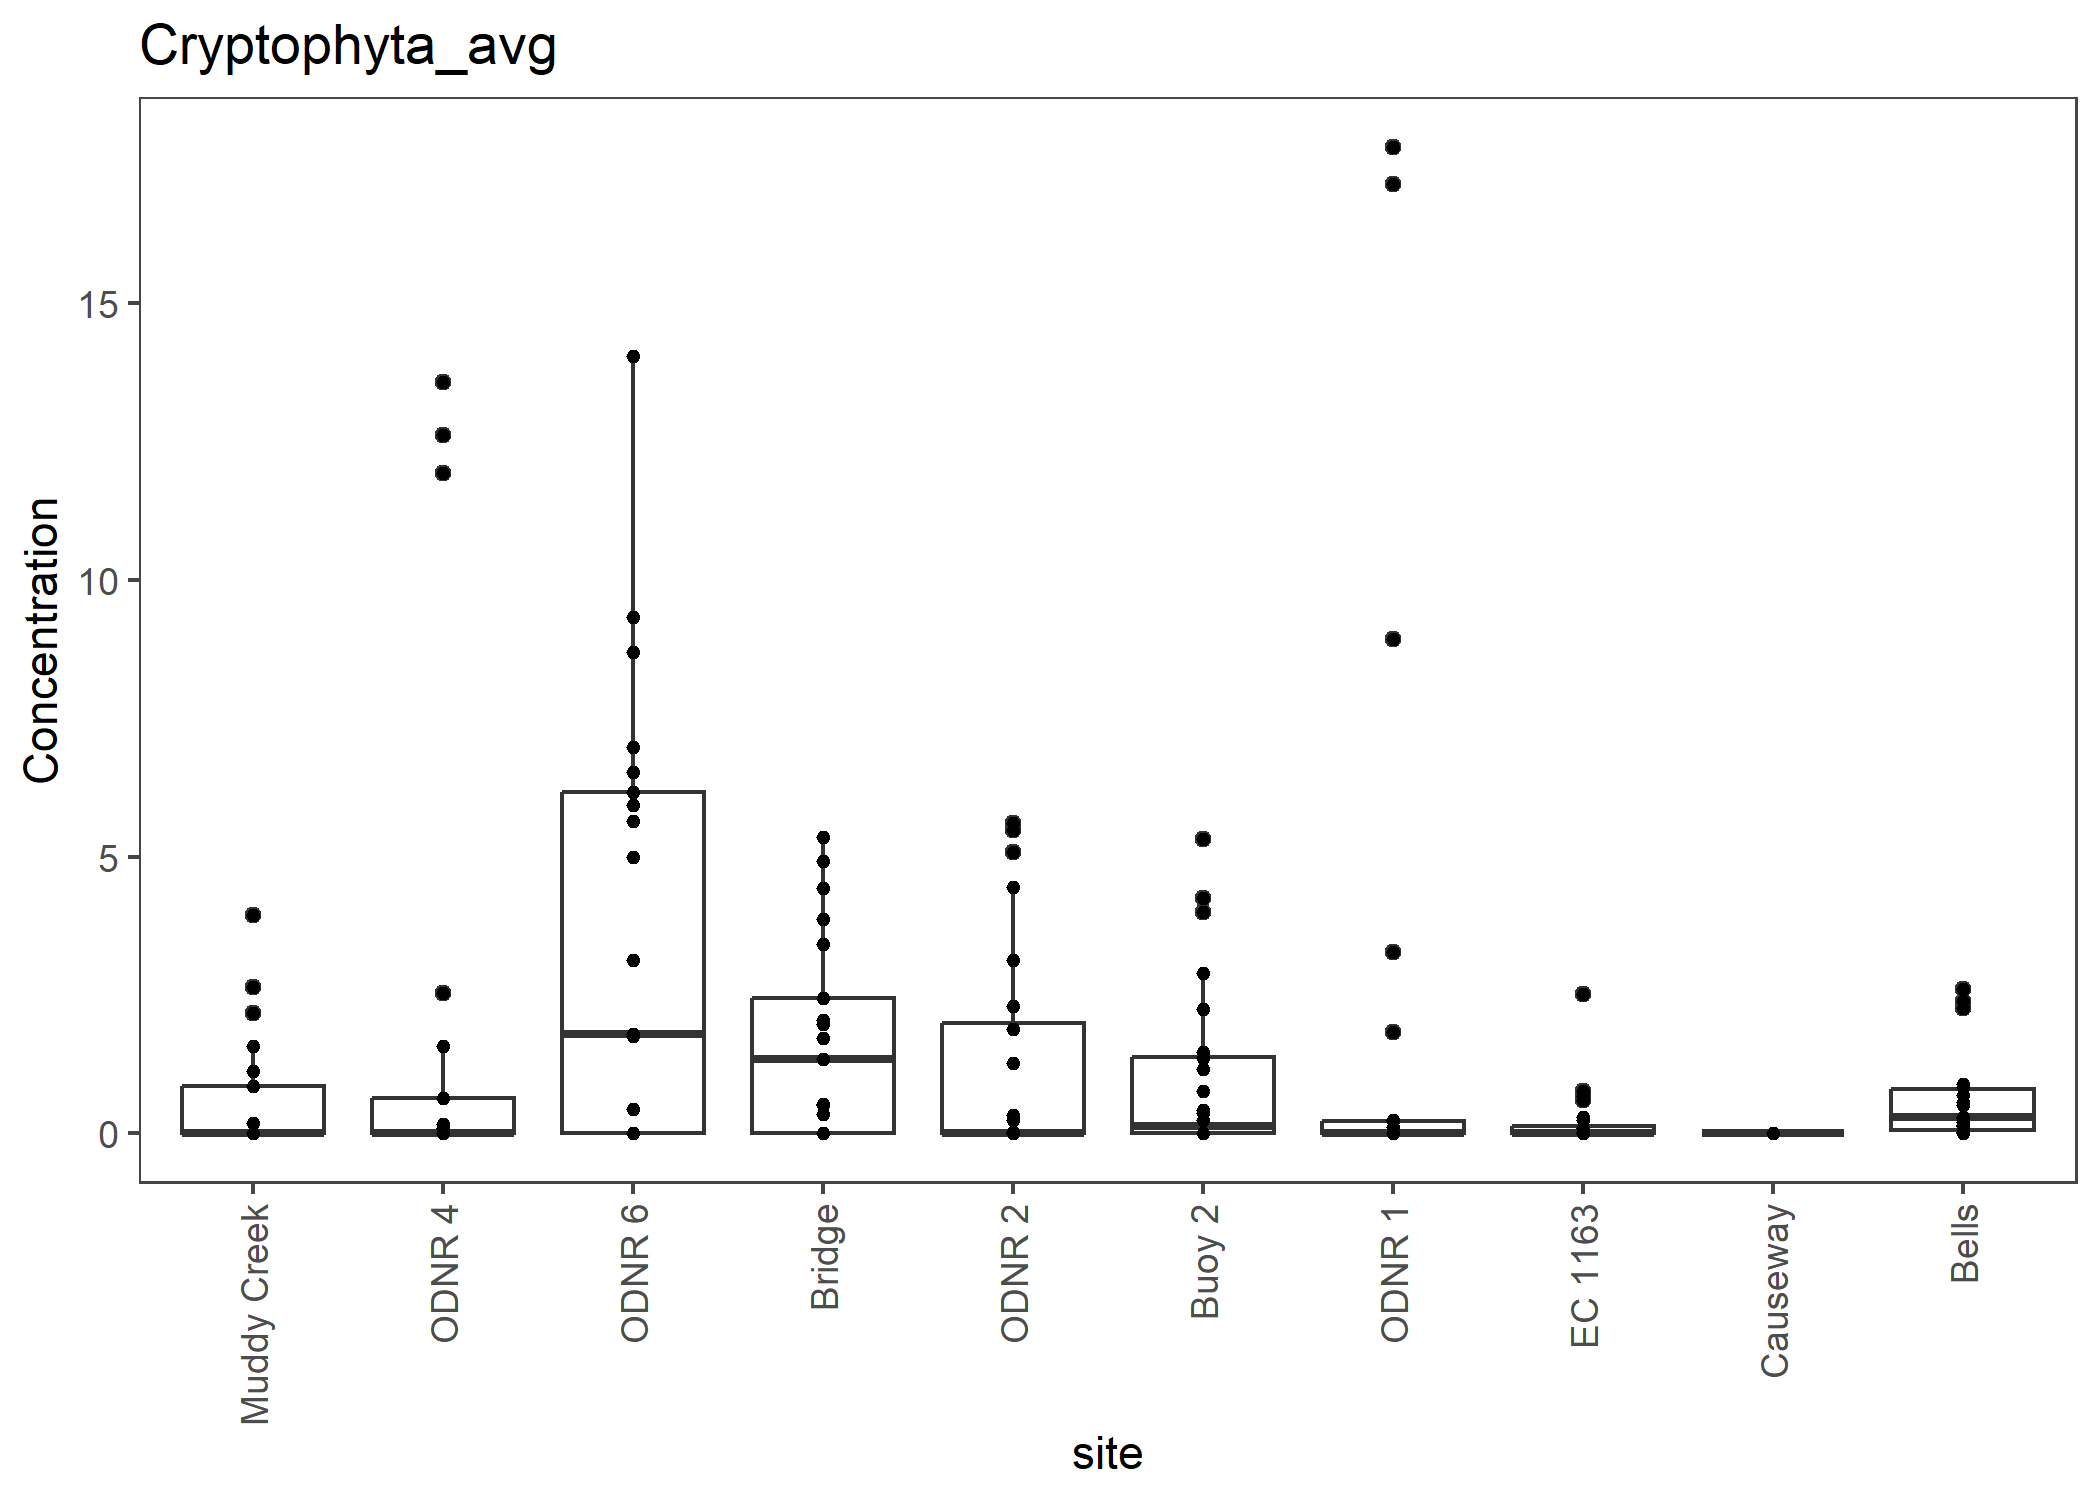 Cryptophyta_avg
Concentration
15
10
5
0
Muddy Creek
ODNR 4
ODNR 6
Bridge
ODNR 2
Buoy 2
ODNR 1
EC 1163
Causeway
Bells
site